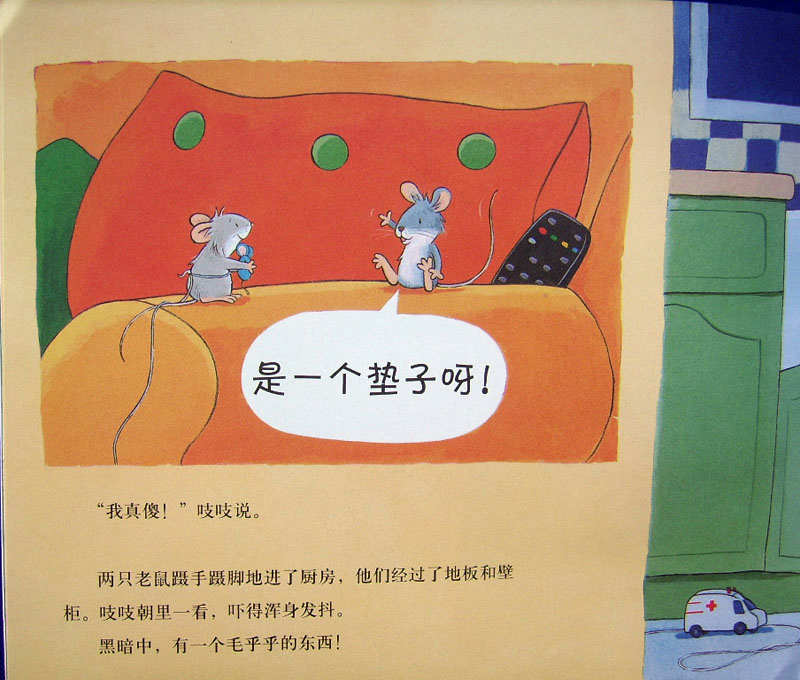 是一个垫子呀！
“我真傻！”吱吱说。
两只老鼠蹑手蹑脚地进了厨房，他们经过了地板和壁
柜。吱吱朝里一看，吓得浑身发抖。
黑暗中，有一个毛乎乎的东西！